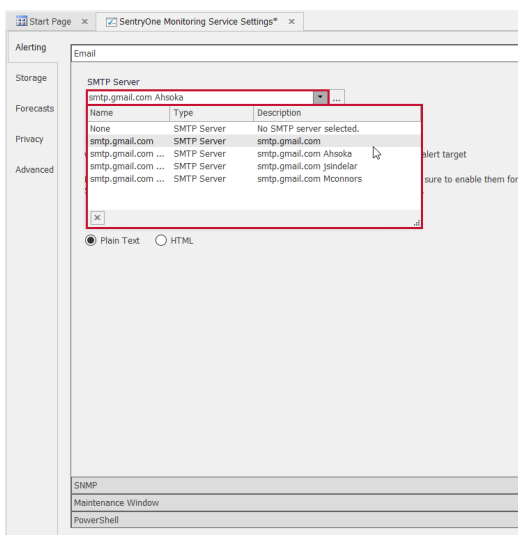 Start Page × SentryOne Monitoring Service Settings* ×
Alerting
Email
Storage
SMTP Server
smtp.gmail.com Ahsoka ...
Forecasts
Name Type Description
None SMTP Server No SMTP server selected.
Privacy
smtp.gmail.com SMTP Server smtp.gmail.com
smtp.gmail.com ... SMTP Server smtp.gmail.com Ahsoka
alert target
Advanced
smtp.gmail.com ... SMTP Server smtp.gmail.com jsindelar
smtp.gmail.com ... SMTP Server smtp.gmail.com Mconnors
sure to enable them for
Plain Text HTML
SNMP
Maintenance Window
PowerShell